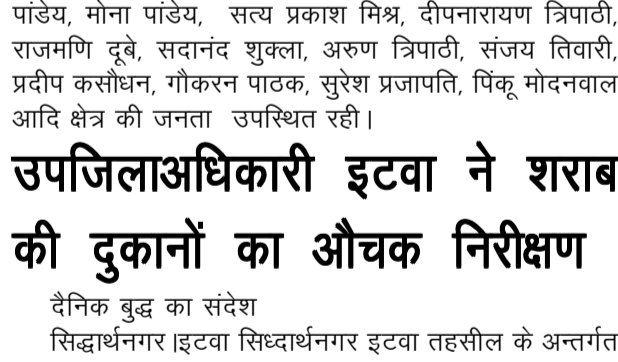 पांडेय, मोना पांडेय, सत्य प्रकाश मिश्र, दीपनारायण त्रिपाठी,
राजमणि दूबे, सदानंद शुक्ला, अरुण त्रिपाठी, संजय तिवारी,
प्रदीप कसौधन, गौकरन पाठक, सुरेश प्रजापति, पिंकू मोदनवाल
आदि क्षेत्र की जनता उपस्थित रही।
उपजिलाअधिकारी इटवा ने शराब
की दुकानों का औचक निरीक्षण
दैनिक बुद्ध का संदेश
सिद्धार्थनगर।इटवा सिध्दार्थनगर इटवा तहसील के अन्तर्गत